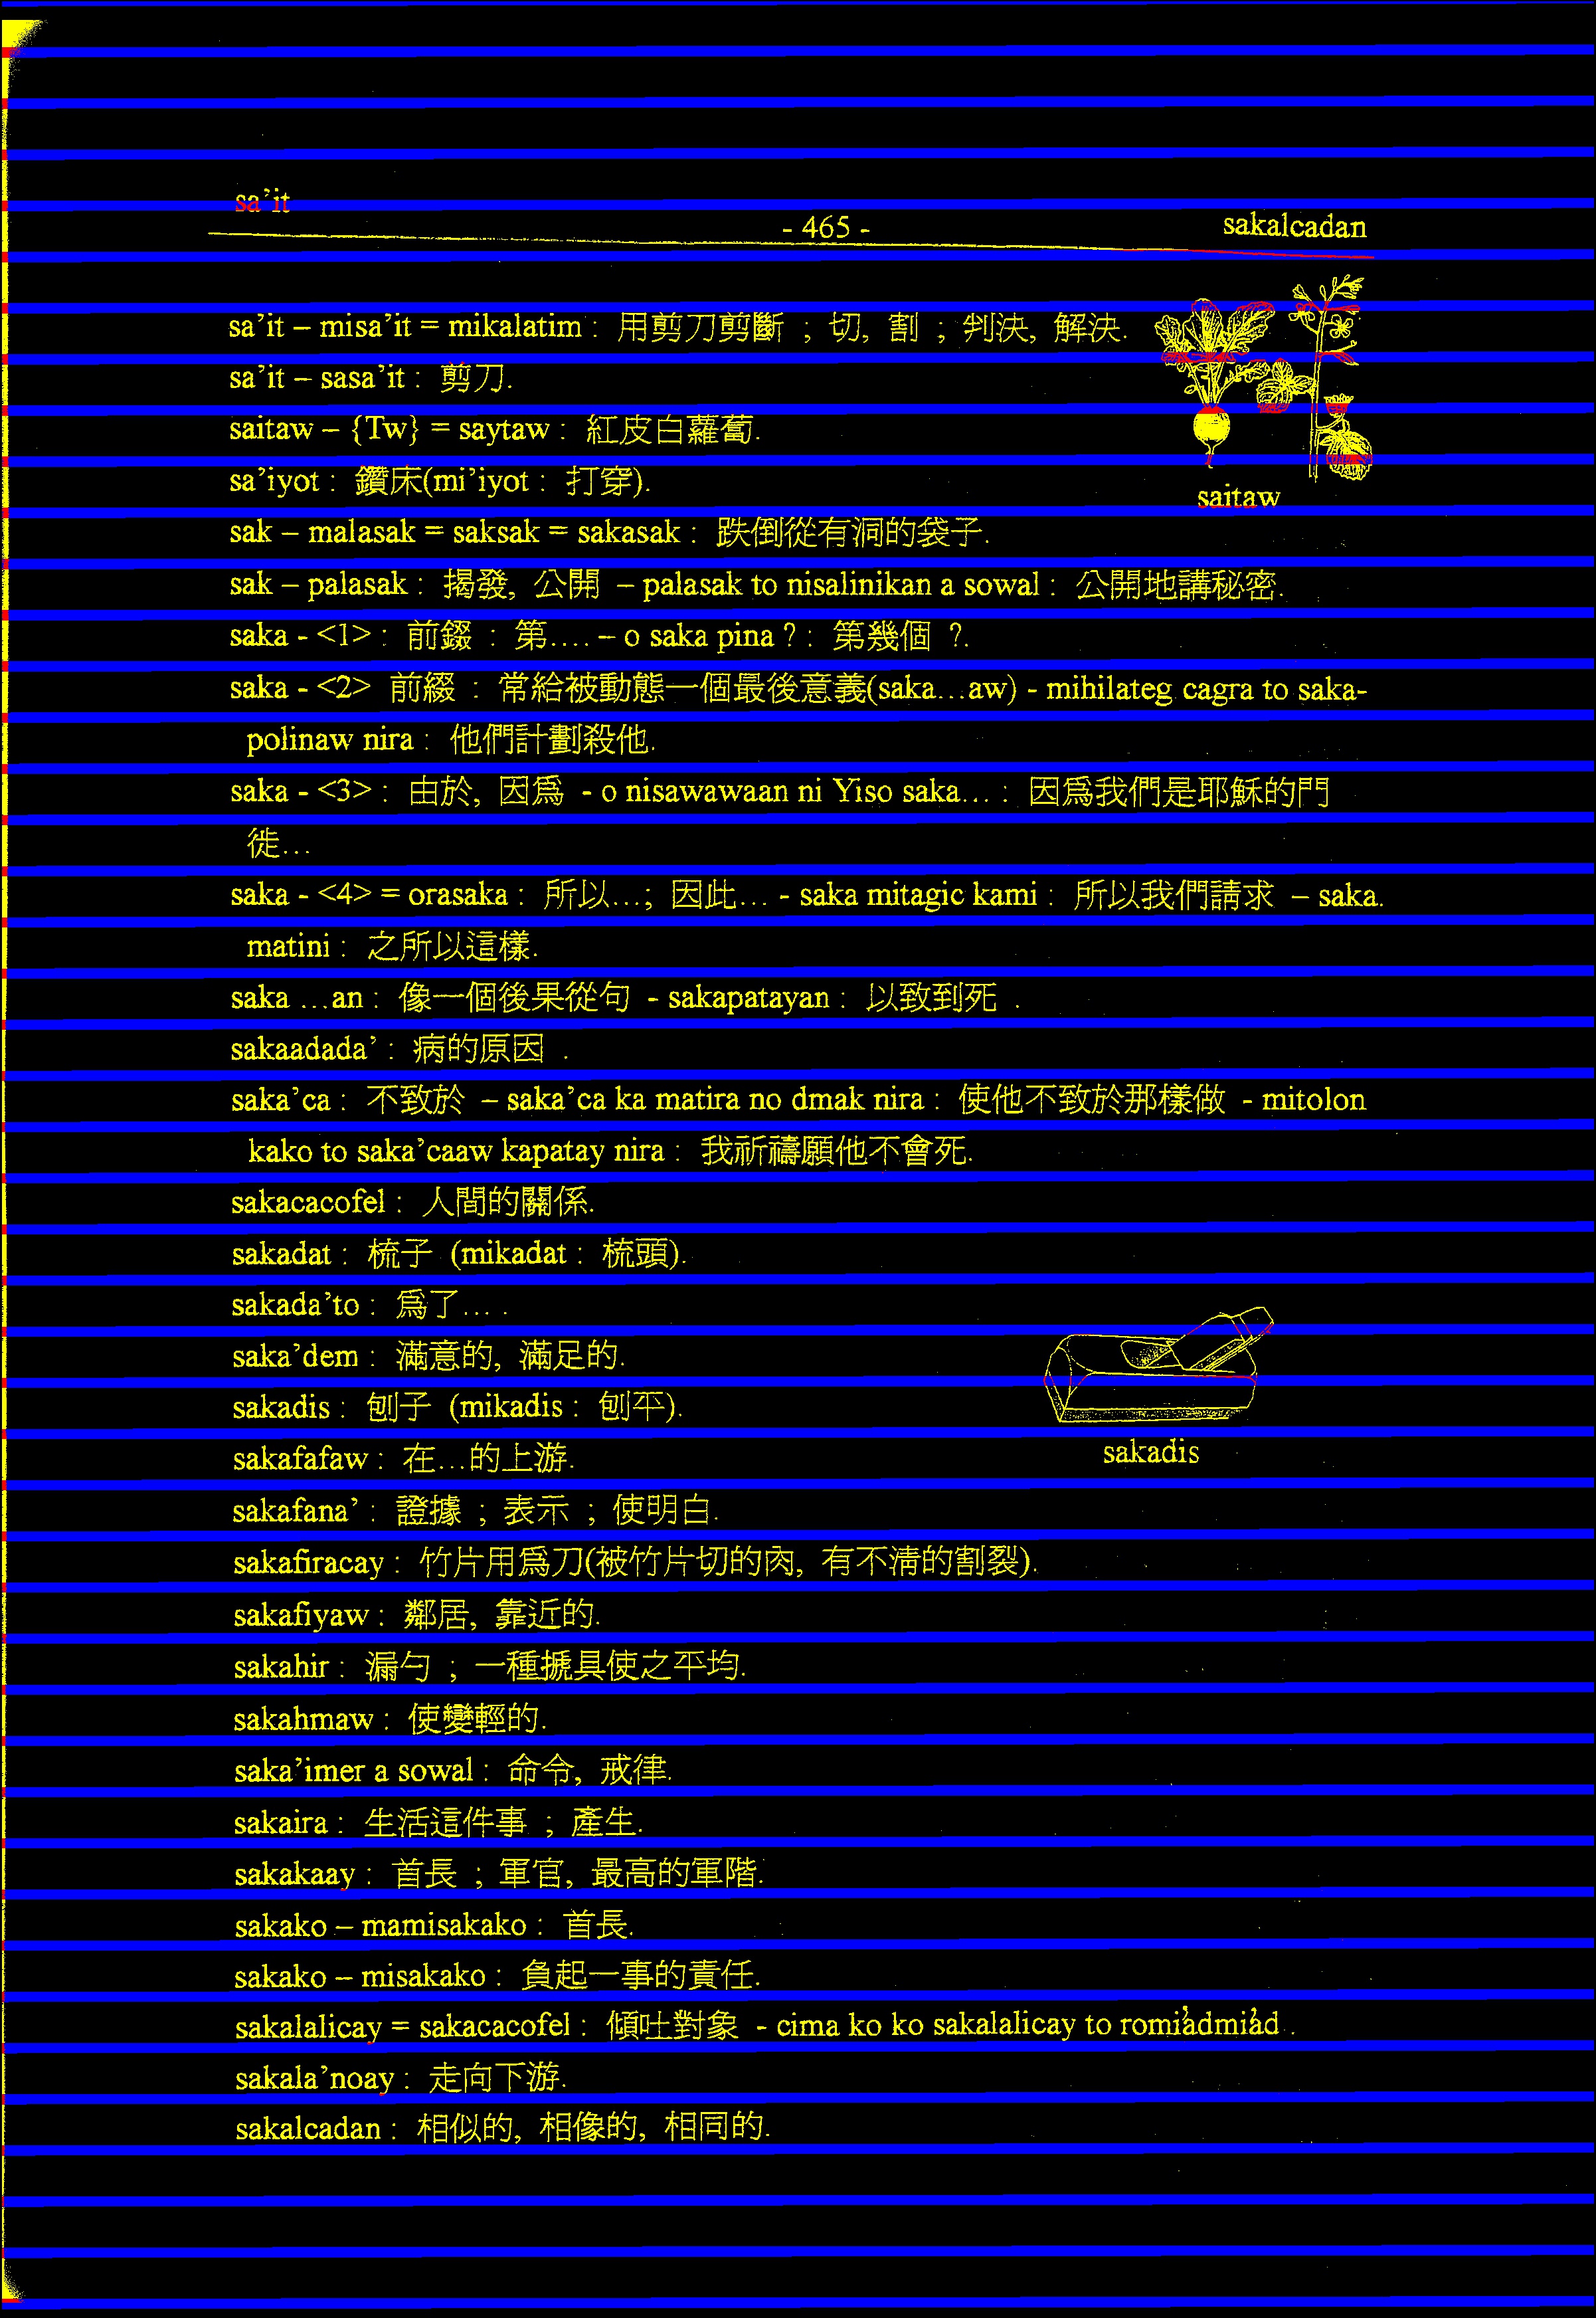 sa’it
- 465 -
sakalcadan
sa’it – misa’it = mikalatim : 用剪刀剪斷 ; 切, 割 ; 判決, 解決.
sa’it – sasa’it : 剪刀.
saitaw – {Tw} = saytaw : 紅皮白蘿蔔.
sa’iyot : 鑽床(mi’iyot : 打穿).
saitaw
sak – malasak = saksak = sakasak : 跌倒從有洞的袋子.
sak – palasak : 揭發, 公開 – palasak to nisalinikan a sowal : 公開地講秘密.
saka - <1> : 前綴 : 第.... – o saka pina ? : 第幾個 ?.
saka - <2> 前綴 : 常給被動態一個最後意義(saka...aw) - mihilateg cagra to saka-
polinaw nira : 他們計劃殺他.
saka - <3> : 由於, 因爲 - o nisawawaan ni Yiso saka... : 因爲我們是耶穌的門
徙...
saka - <4> = orasaka : 所以...; 因此... - saka mitagic kami : 所以我們請求 – saka.
matini : 之所以這樣.
saka ...an : 像一個後果從句 - sakapatayan : 以致到死 .
sakaadada’ : 病的原因 .
saka’ca : 不致於 – saka’ca ka matira no dmak nira : 使他不致於那樣做 - mitolon
kako to saka’caaw kapatay nira : 我祈禱願他不會死.
sakacacofel : 人間的關係.
sakadat : 梳子 (mikadat : 梳頭).
sakada’to : 爲了... .
saka’dem : 滿意的, 滿足的.
sakadis : 刨子 (mikadis : 刨平).
sakafafaw : 在...的上游.
sakadis
sakafana’ : 證據 ; 表示 ; 使明白.
sakafiracay : 竹片用爲刀(被竹片切的肉, 有不淸的割裂).
sakafiyaw : 鄰居, 靠近的.
sakahir : 漏勺 ; 一種搋具使之平均.
sakahmaw : 使變輕的.
saka’imer a sowal : 命令, 戒律.
sakaira : 生活這件事 ; 產生.
sakakaay : 首長 ; 軍官, 最高的軍階.
sakako – mamisakako : 首長.
sakako – misakako : 負起一事的責任.
sakalalicay = sakacacofel : 傾吐對象 - cima ko ko sakalalicay to romi’admi’ad .
sakala’noay : 走向下游.
sakalcadan : 相似的, 相像的, 相同的.